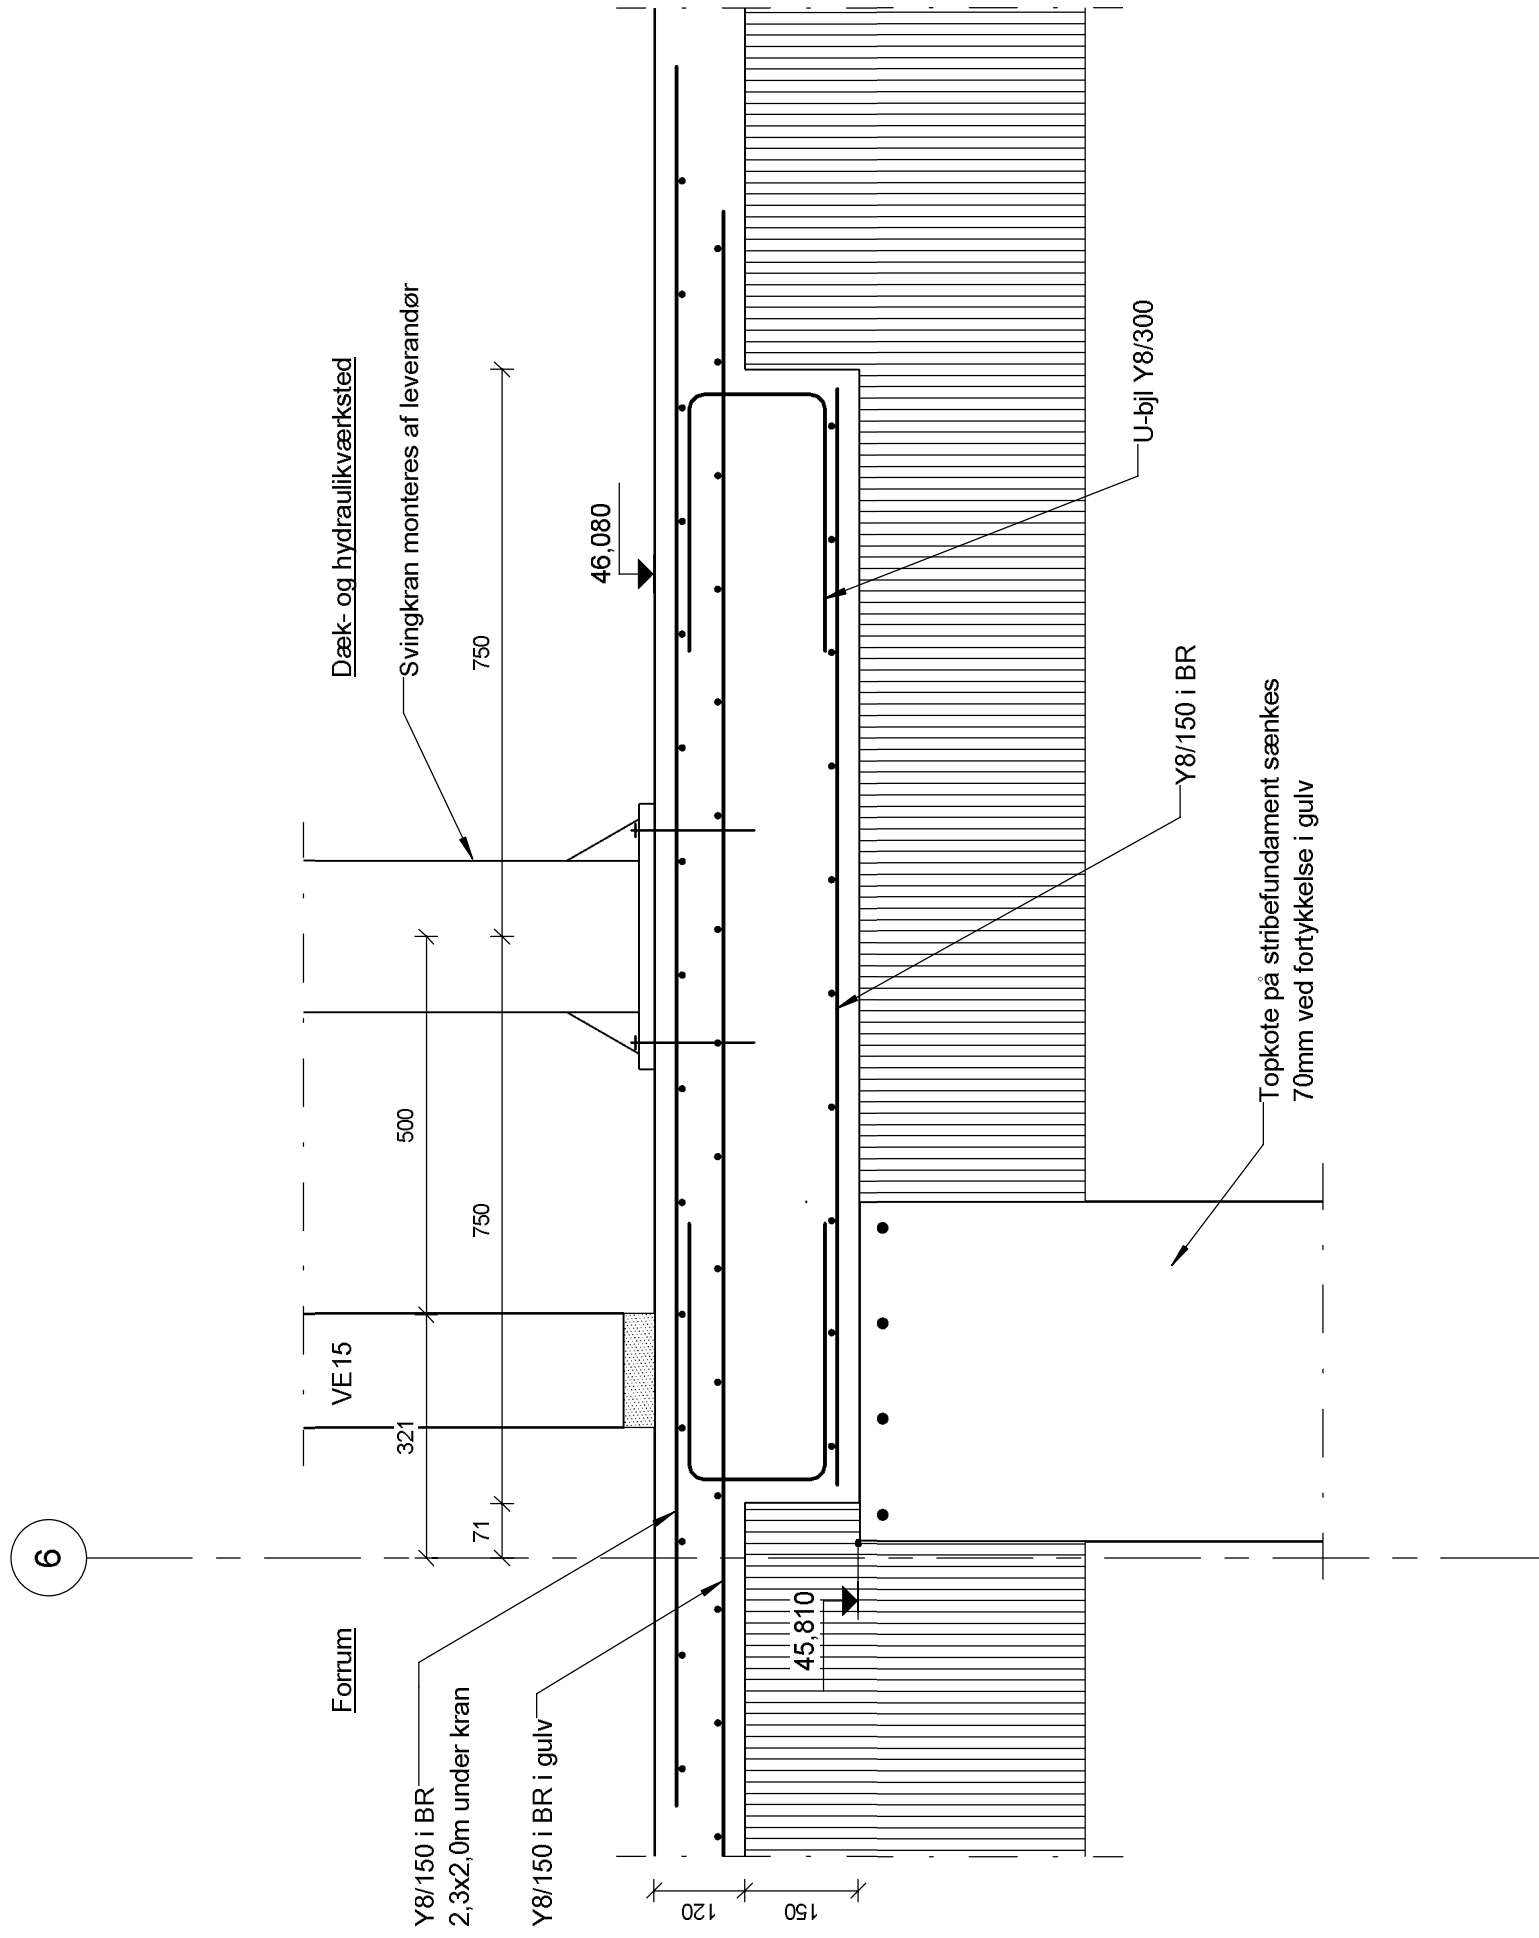 6
Forrum
Dæk- og hydraulikværksted
VE15
Svingkran monteres af leverandør
321
500
71
750
750
Y8/150 i BR
2,3x2,0m under kran
Y8/150 i BR i gulv
46,080
120
150
45,810
U-bjl Y8/300
Y8/150 i BR
Topkote på stribefundament sænkes
70mm ved fortykkelse i gulv